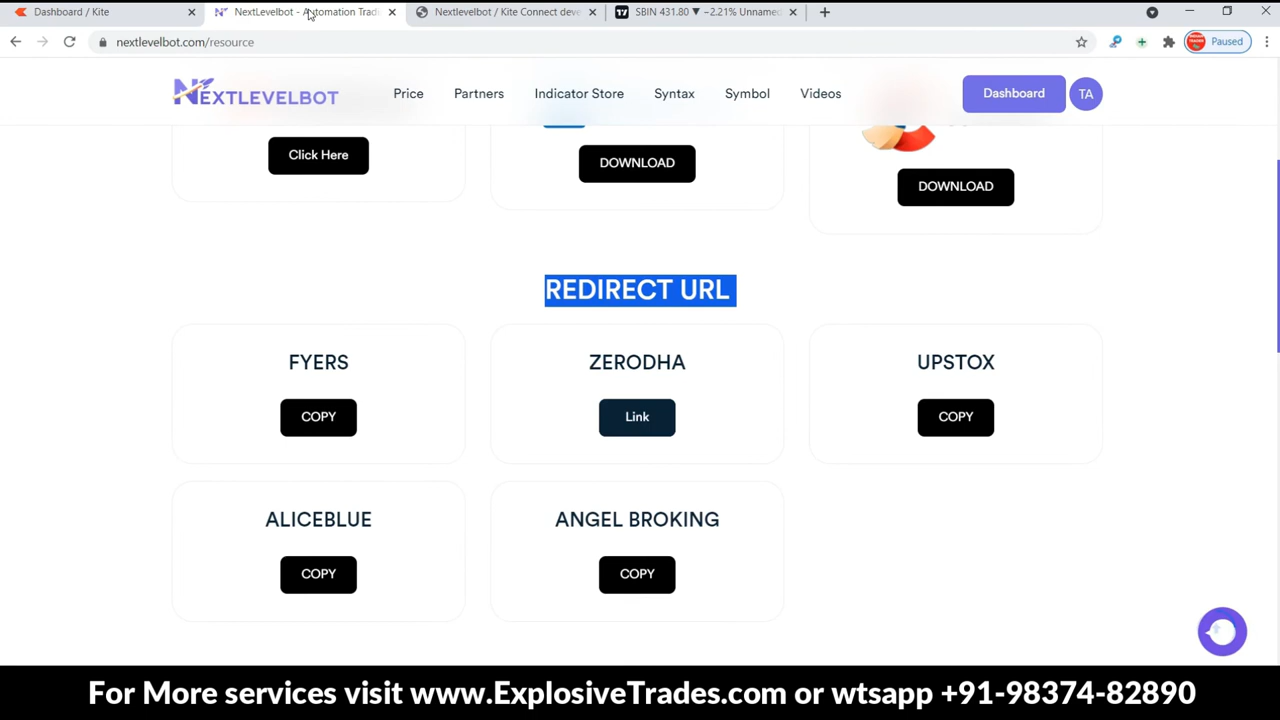 Dashboard / Kite
NextLevelbot - Automation Trad
Nextlevelbot / Kite Connect deve
SBIN 431.80 ▼ −2.21% Unname
nextlevelbot.com/resource
Paused
NEXTLEVELBOT
Price
Partners
Indicator Store
Syntax
Symbol
Videos
Dashboard
TA
Click Here
DOWNLOAD
DOWNLOAD
REDIRECT URL
FYERS
ZERODHA
UPSTOX
COPY
Link
COPY
ALICEBLUE
ANGEL BROKING
COPY
COPY
For More services visit www.ExplosiveTrades.com or wtsapp +91-98374-82890